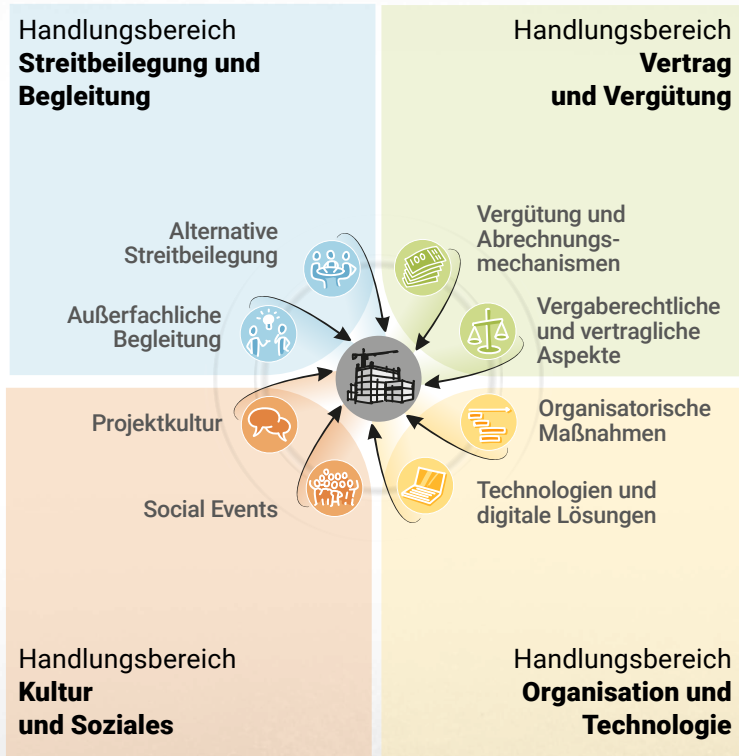 Handlungsbereich
Streitbeilegung und
Begleitung
Handlungsbereich
Vertrag
und Vergütung
Alternative
Streitbeilegung
Vergütung und
Abrechnungs-
mechanismen
100
Außerfachliche
Begleitung
Vergaberechtliche
und vertragliche
Aspekte
Projektkultur
Organisatorische
Maßnahmen
Social Events
Technologien und
digitale Lösungen
Handlungsbereich
Kultur
und Soziales
Handlungsbereich
Organisation und
Technologie